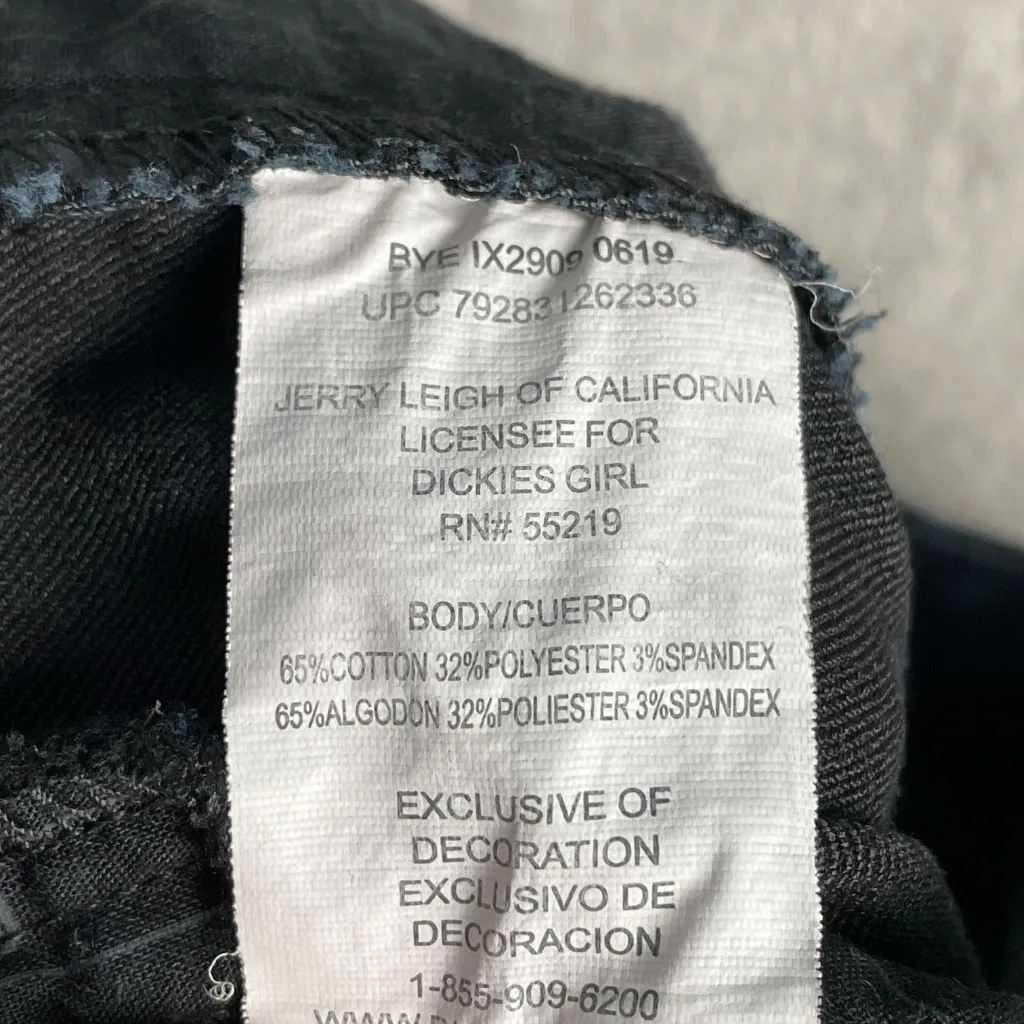 BYE IX2909 0619
UPC 792831262336
JERRY LEIGH OF CALIFORNIA
LICENSEE FOR
DICKIES GIRL
RN# 55219
BODY/CUERPO
65%COTTON 32%POLYESTER 3%SPANDEX
65%ALGODON 32%POLIESTER 3%SPANDEX
EXCLUSIVE OF
DECORATION
EXCLUSIVO DE
DECORACION
1-855-909-6200